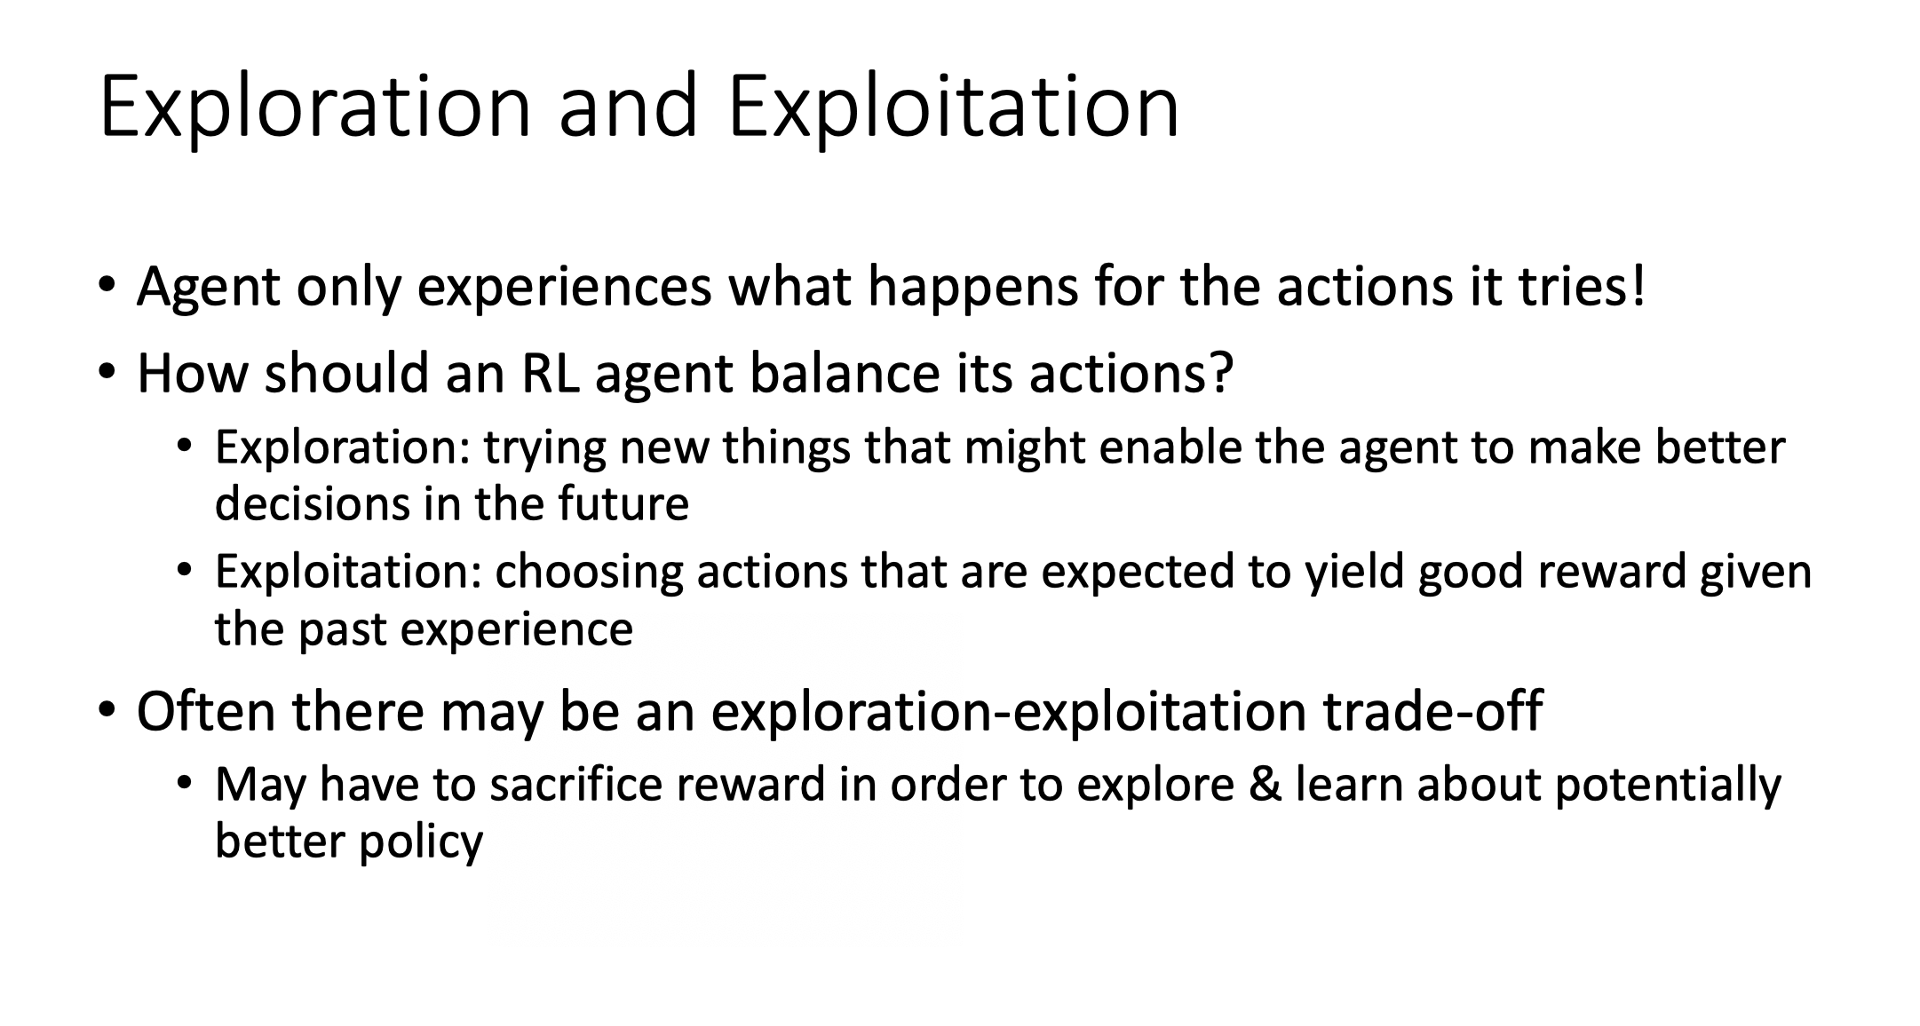 Exploration and Exploitation
• Agent only experiences what happens for the actions it tries!
• How should an RL agent balance its actions?
• Exploration: trying new things that might enable the agent to make better
decisions in the future
• Exploitation: choosing actions that are expected to yield good reward given
the past experience
• Often there may be an exploration-exploitation trade-off
• May have to sacrifice reward in order to explore & learn about potentially
better policy